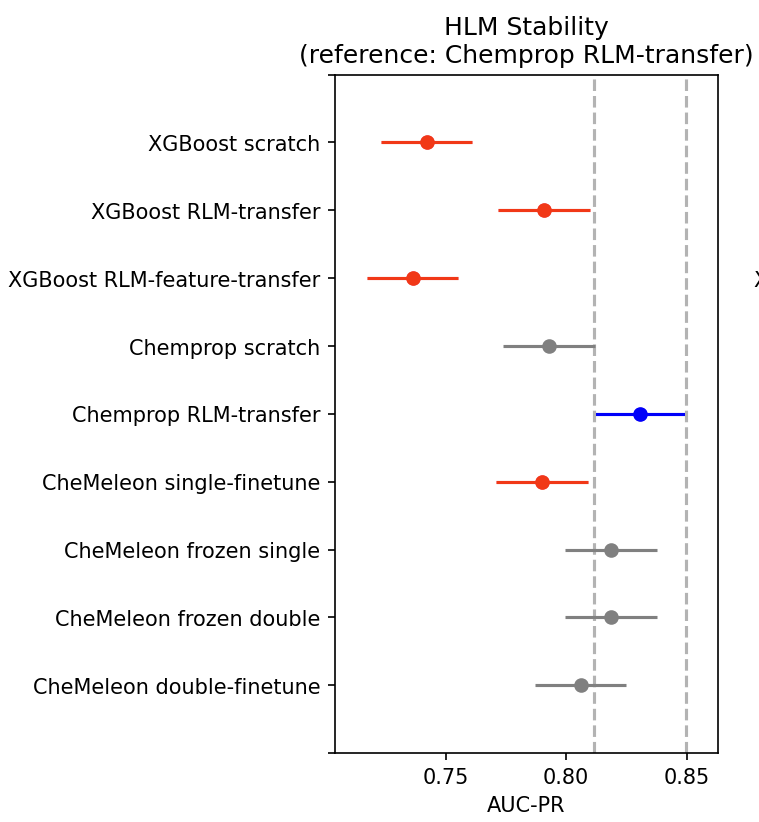 HLM Stability
(reference: Chemprop RLM-transfer)
XGBoost scratch
XGBoost RLM-transfer
XGBoost RLM-feature-transfer
Chemprop scratch
Chemprop RLM-transfer
CheMeleon single-finetune
CheMeleon frozen single
CheMeleon frozen double
CheMeleon double-finetune
0.75 0.80 0.85
AUC-PR